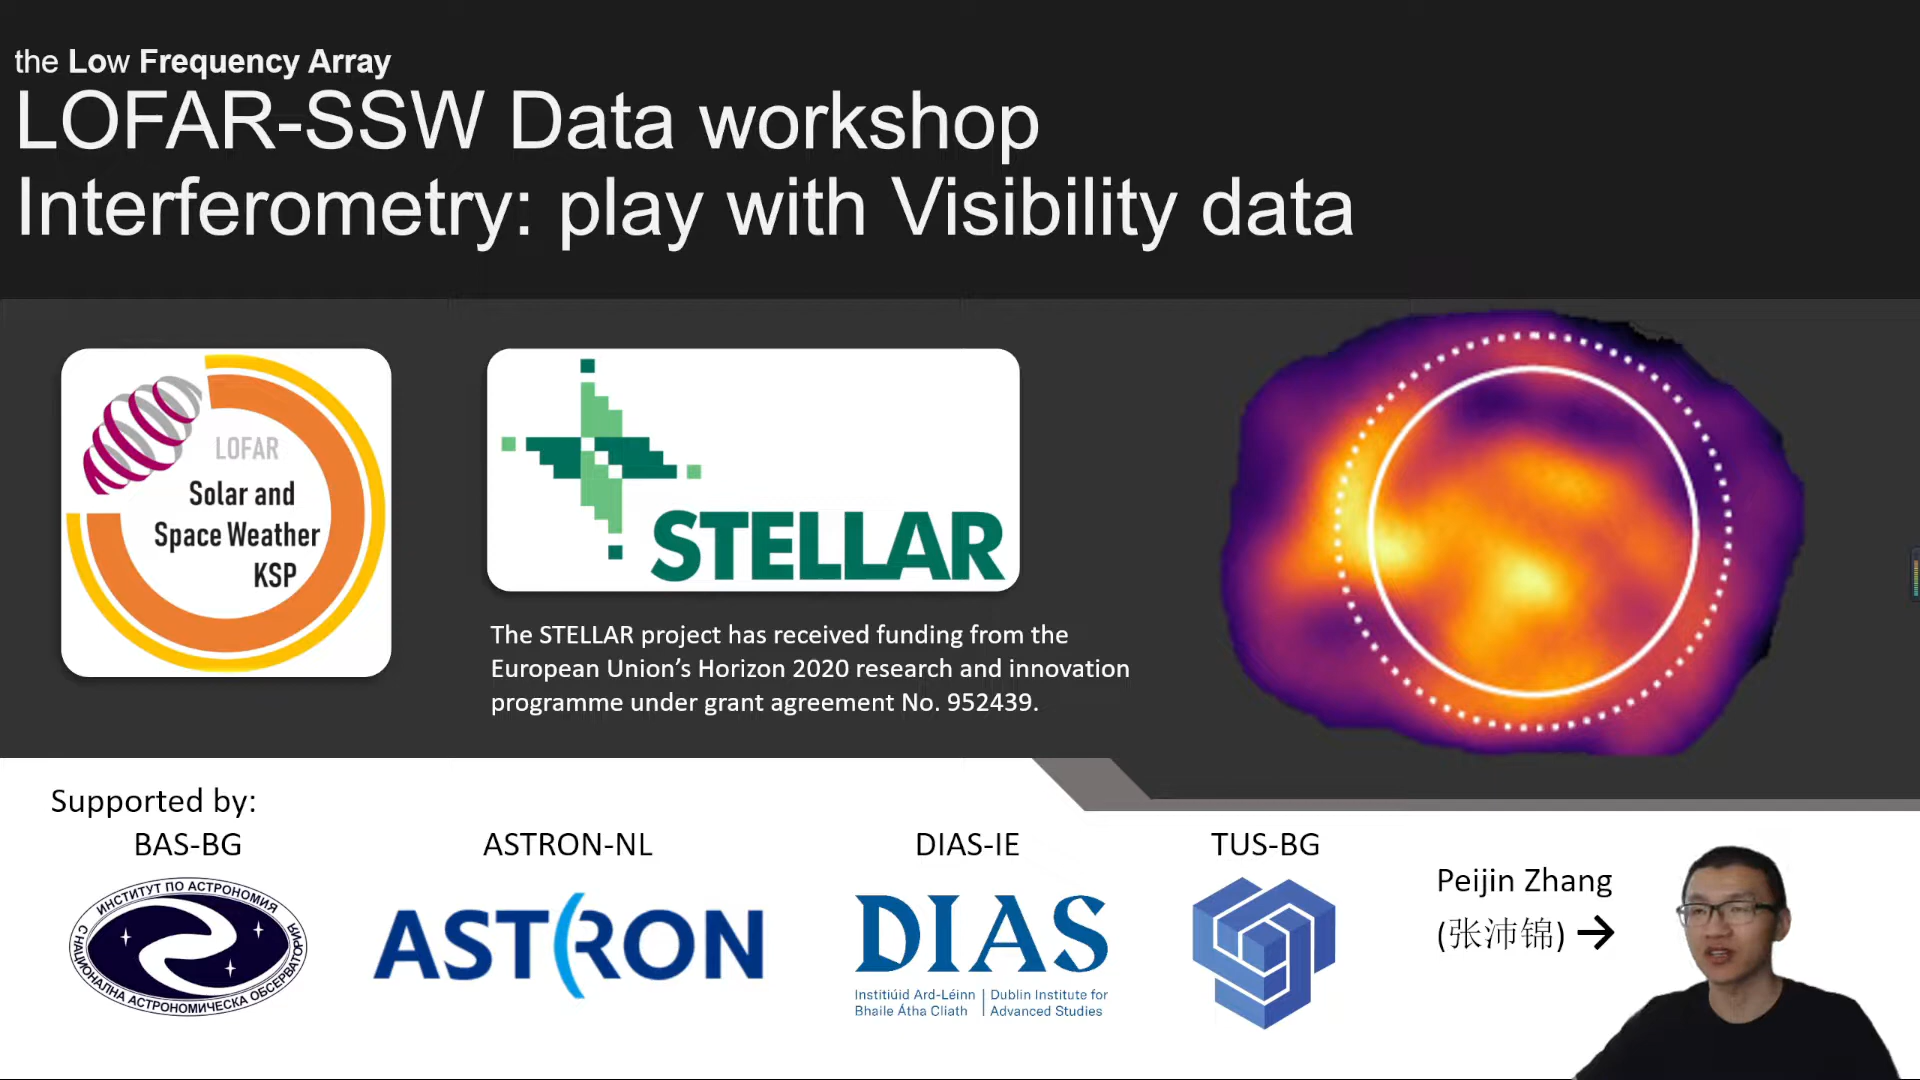 the Low Frequency Array
LOFAR-SSW Data workshop
Interferometry: play with Visibility data
LOFAR
Solar and
Space Weather
KSP
STELLAR
The STELLAR project has received funding from the
European Union’s Horizon 2020 research and innovation
programme under grant agreement No. 952439.
Supported by:
BAS-BG
ИНСТИТУТ ПО АСТРОНОМИЯ
С НАЦИОНАЛНА АСТРОНОМИЧЕСКА ОБСЕРВАТОРИЯ
ASTRON-NL
ASTRON
DIAS-IE
DIAS
Institiúid Ard-Léinn
Bhaile Átha Cliath
Dublin Institute for
Advanced Studies
TUS-BG
Peijin Zhang
(张沛锦) →